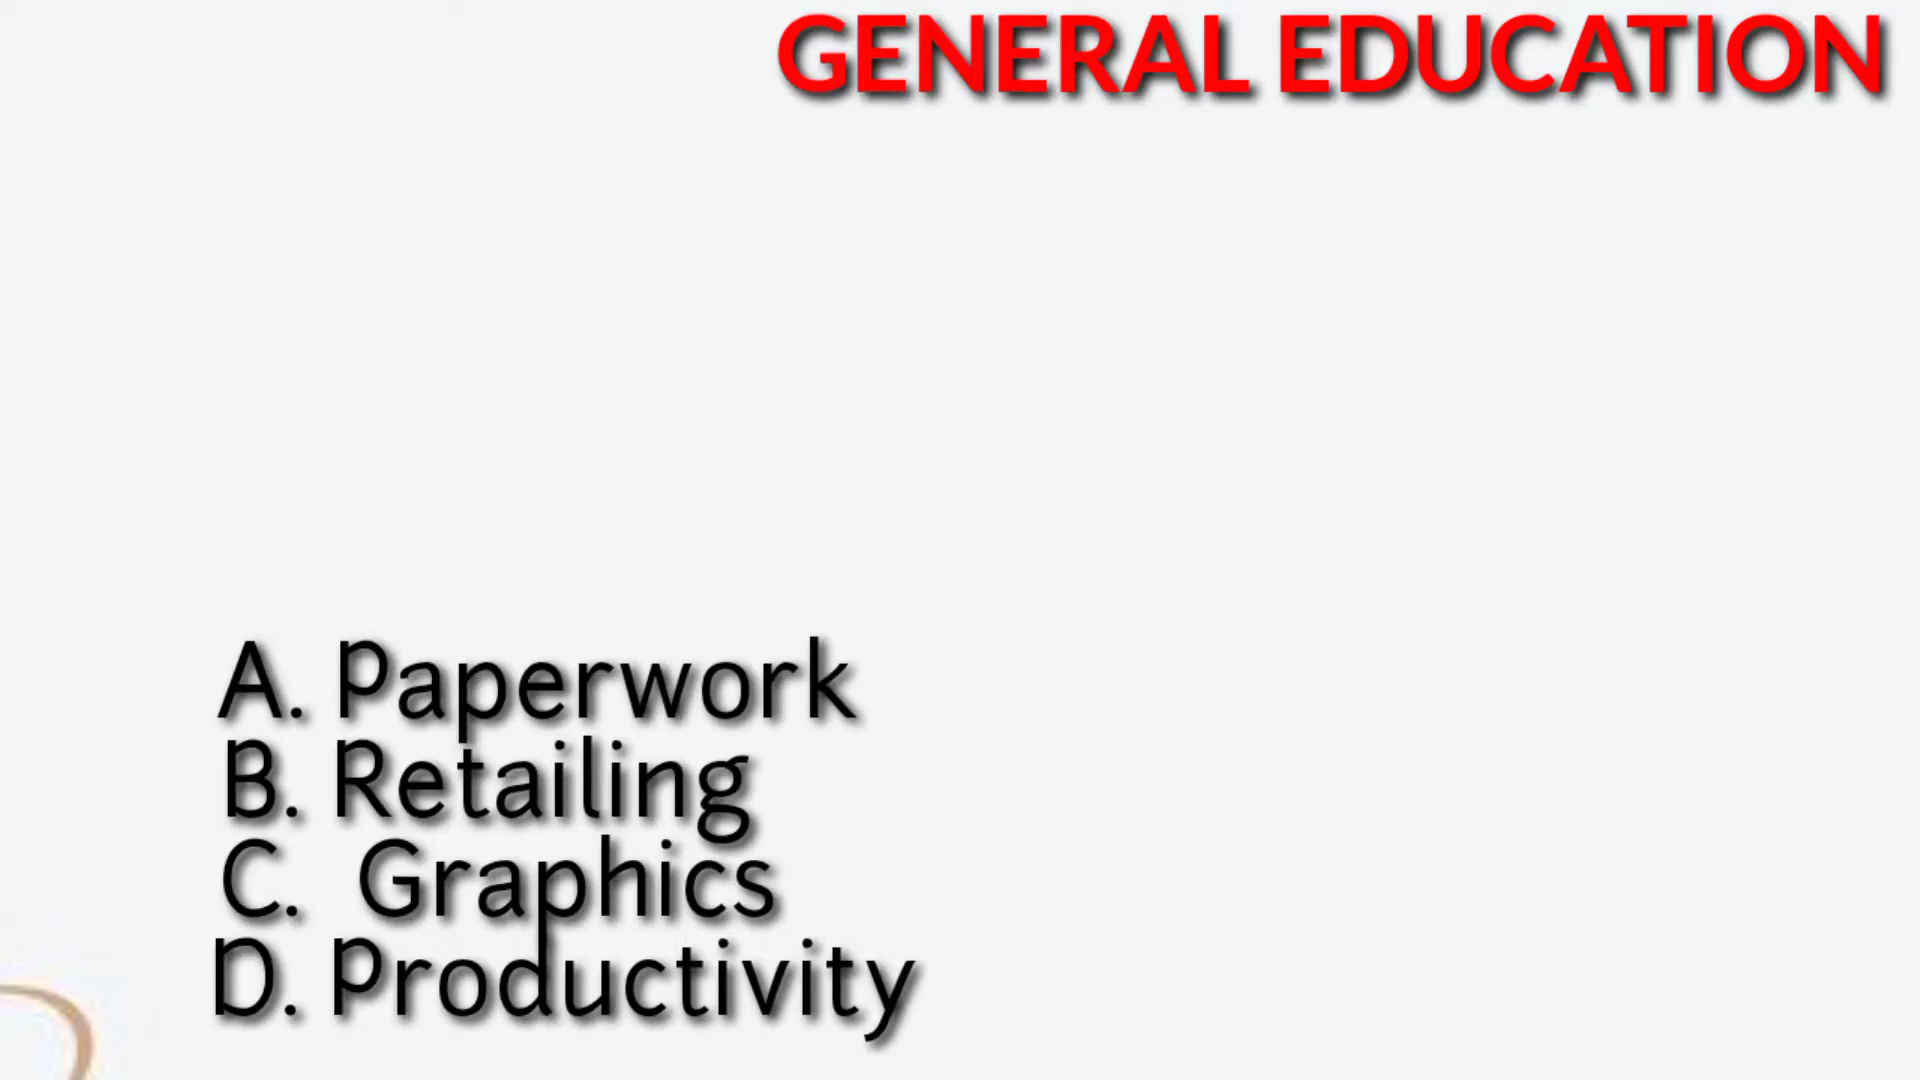 GENERAL EDUCATION
A. Paperwork
B. Retailing
C. Graphics
D. Productivity